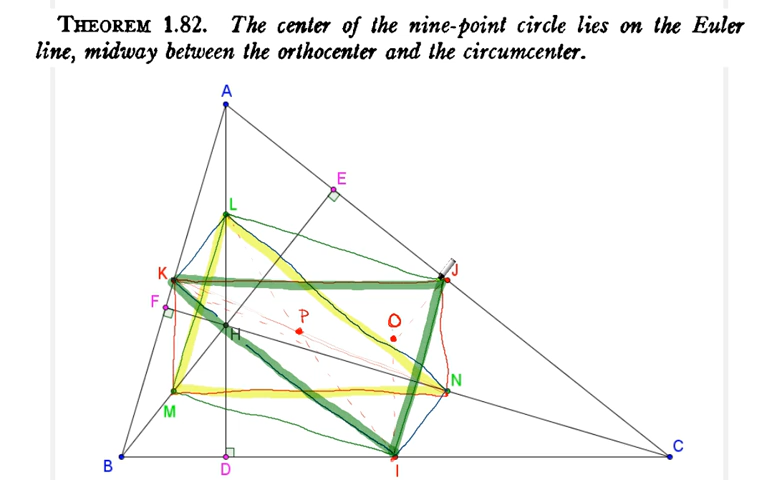 THEOREM 1.82. The center of the nine-point circle lies on the Euler
line, midway between the orthocenter and the circumcenter.
A
E
L
K
J
F
P
O
H
N
M
B
D
I
C